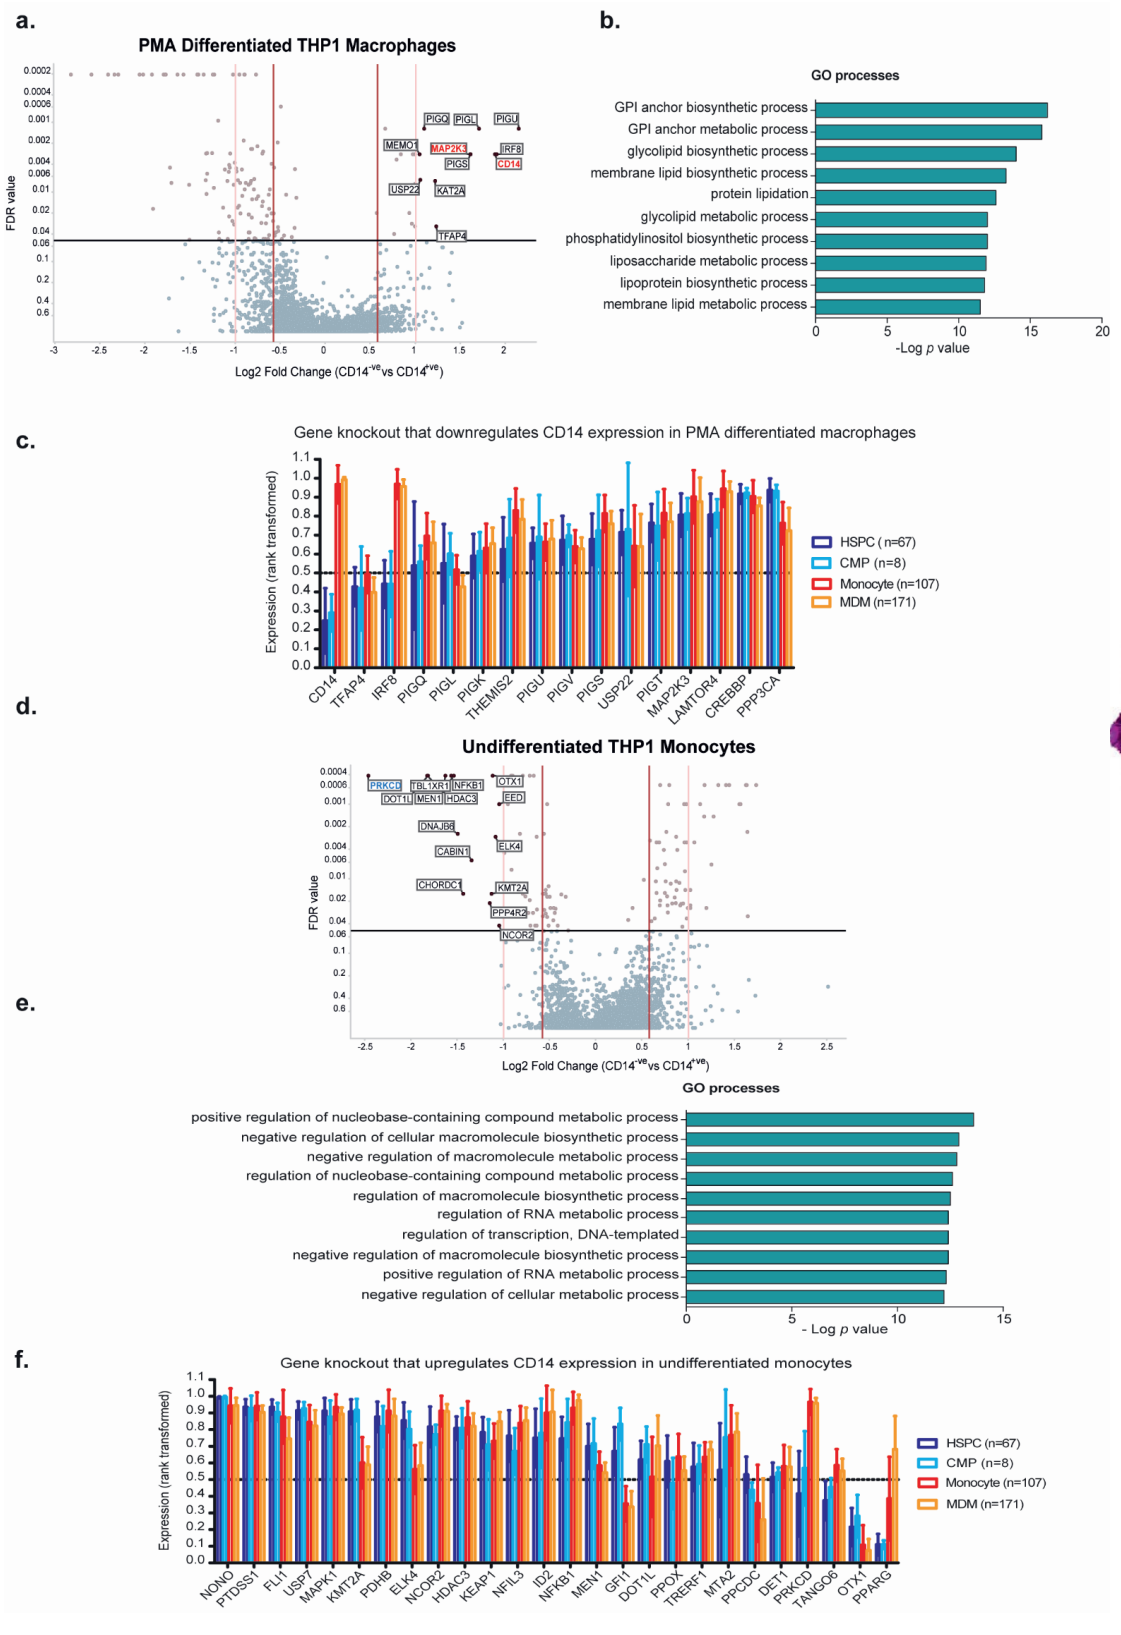 a.
PMA Differentiated THP1 Macrophages
FDR value
0.0002
0.0004
0.0006
0.001
0.002
0.004
0.006
0.01
0.02
0.04
0.06
0.1
0.2
0.4
0.6
PIGQ
PIGL
PIGU
MEMO1
MAP2K3
IRF8
PIGS
CD14
USP22
KAT2A
TFAP4
-3 -2.5 -2 -1.5 -1 -0.5 0 0.5 1 1.5 2
Log2 Fold Change (CD14-ve vs CD14+ve)
b.
GO processes
GPI anchor biosynthetic process
GPI anchor metabolic process
glycolipid biosynthetic process
membrane lipid biosynthetic process
protein lipidation
glycolipid metabolic process
phosphatidylinositol biosynthetic process
liposaccharide metabolic process
lipoprotein biosynthetic process
membrane lipid metabolic process
0 5 10 15 20
-Log p value
c.
Gene knockout that downregulates CD14 expression in PMA differentiated macrophages
Expression (rank transformed)
1.1
1.0
0.9
0.8
0.7
0.6
0.5
0.4
0.3
0.2
0.1
0.0
CD14 TFAP4 IRF8 PIGQ PIGL PIGK THEMIS2 PIGU PIGV PIGS USP22 PIGT MAP2K3 LAMTOR4 CREBBP PPP3CA
HSPC (n=67)
CMP (n=8)
Monocyte (n=107)
MDM (n=171)
d.
Undifferentiated THP1 Monocytes
FDR value
0.0004
0.0006
0.001
0.002
0.004
0.006
0.01
0.02
0.04
0.06
0.1
0.2
0.4
0.6
PRKCD
TBL1XR1
NFKB1
OTX1
DOT1L
MEN1
HDAC3
EED
DNAJB6
ELK4
CABIN1
CHORDC1
KMT2A
PPP4R2
NCOR2
-2.5 -2 -1.5 -1 -0.5 0 0.5 1 1.5 2 2.5
Log2 Fold Change (CD14-ve vs CD14+ve)
e.
GO processes
positive regulation of nucleobase-containing compound metabolic process
negative regulation of cellular macromolecule biosynthetic process
negative regulation of macromolecule metabolic process
regulation of nucleobase-containing compound metabolic process
regulation of macromolecule biosynthetic process
regulation of RNA metabolic process
regulation of transcription, DNA-templated
negative regulation of macromolecule biosynthetic process
positive regulation of RNA metabolic process
negative regulation of cellular metabolic process
0 5 10 15
- Log p value
f.
Gene knockout that upregulates CD14 expression in undifferentiated monocytes
Expression (rank transformed)
1.1
1.0
0.9
0.8
0.7
0.6
0.5
0.4
0.3
0.2
0.1
0.0
NONO PTDSS1 FLI1 USP7 MAPK1 KMT2A PDHB ELK4 NCOR2 HDAC3 KEAP1 NFIL3 ID2 NFKB1 MEN1 GFI1 DOT1L PPOX TRERF1 MTA2 PPCDC DET1 PRKCD TANGO6 OTX1 PPARG
HSPC (n=67)
CMP (n=8)
Monocyte (n=107)
MDM (n=171)